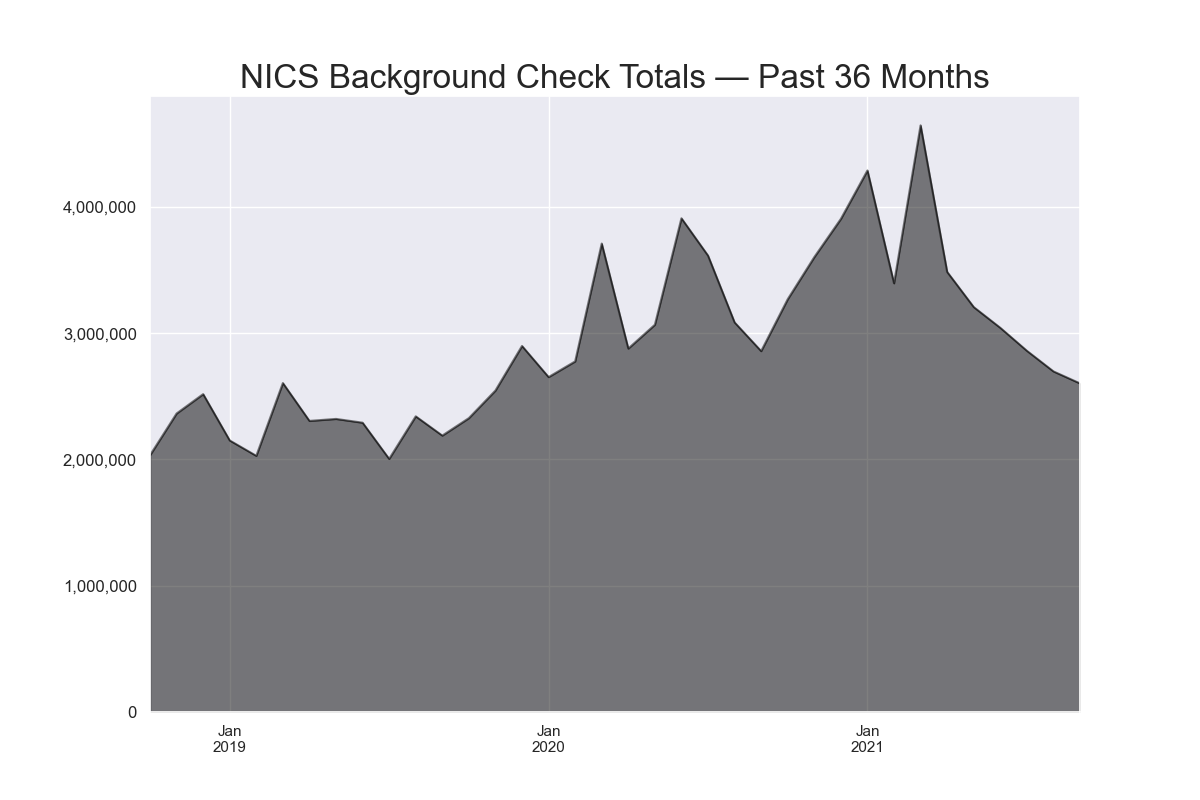 NICS Background Check Totals — Past 36 Months
4,000,000
3,000,000
2,000,000
1,000,000
0
Jan
2019
Jan
2020
Jan
2021